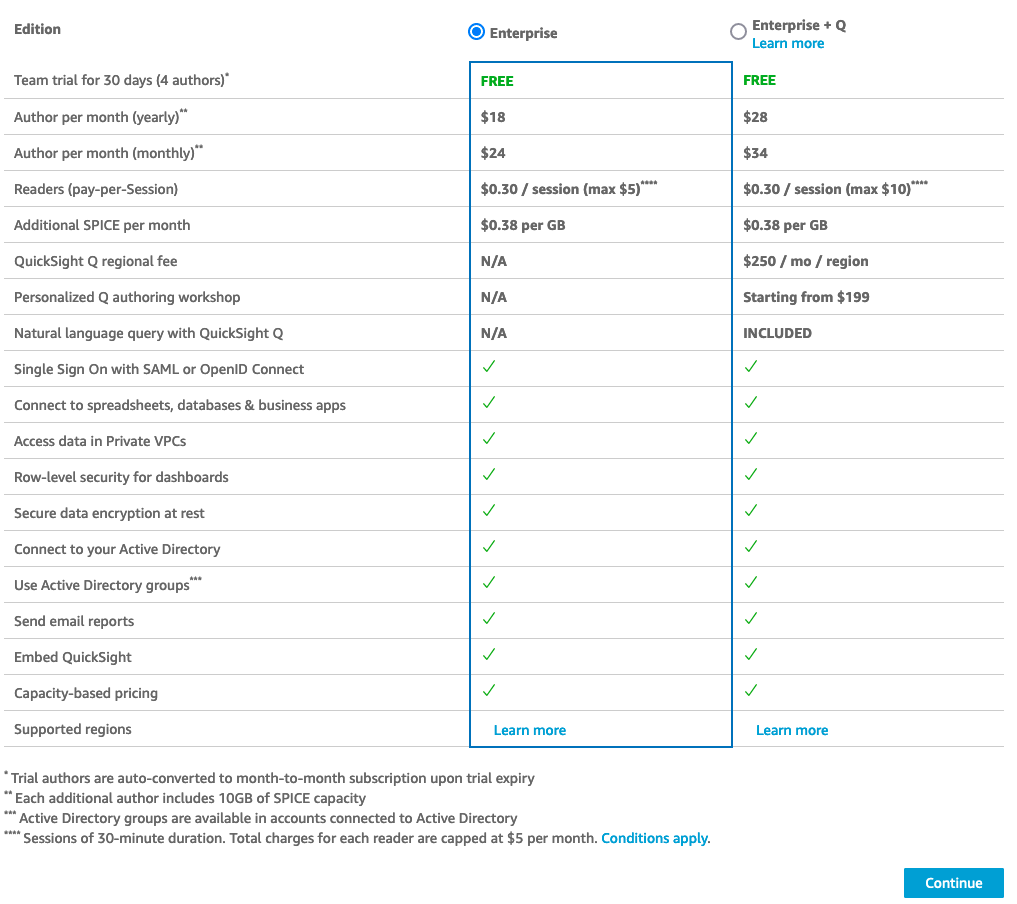 Edition Enterprise Enterprise + Q
Learn more
Team trial for 30 days (4 authors)* FREE FREE
Author per month (yearly)** $18 $28
Author per month (monthly)** $24 $34
Readers (pay-per-Session) $0.30 / session (max $5)**** $0.30 / session (max $10)****
Additional SPICE per month $0.38 per GB $0.38 per GB
QuickSight Q regional fee N/A $250 / mo / region
Personalized Q authoring workshop N/A Starting from $199
Natural language query with QuickSight Q N/A INCLUDED
Single Sign On with SAML or OpenID Connect
Connect to spreadsheets, databases & business apps
Access data in Private VPCs
Row-level security for dashboards
Secure data encryption at rest
Connect to your Active Directory
Use Active Directory groups***
Send email reports
Embed QuickSight
Capacity-based pricing
Supported regions Learn more Learn more
* Trial authors are auto-converted to month-to-month subscription upon trial expiry
** Each additional author includes 10GB of SPICE capacity
*** Active Directory groups are available in accounts connected to Active Directory
**** Sessions of 30-minute duration. Total charges for each reader are capped at $5 per month. Conditions apply.
Continue